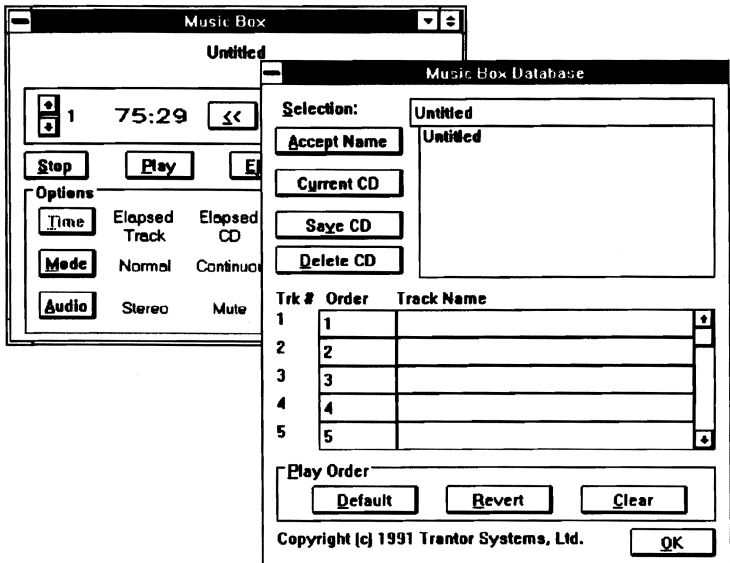 Music Box
Untitled
1 75:29 <<
Stop Play
Options
Time Elapsed Track Elapsed CD
Mode Normal
Audio Stereo Mute
Music Box Database
Selection: Untitled
Untitled
Accept Name
Current CD
Save CD
Delete CD
Trk # Order Track Name
1 1
2 2
3 3
4 4
5 5
Play Order
Default Revert Clear
Copyright (c) 1991 Trantor Systems, Ltd. OK